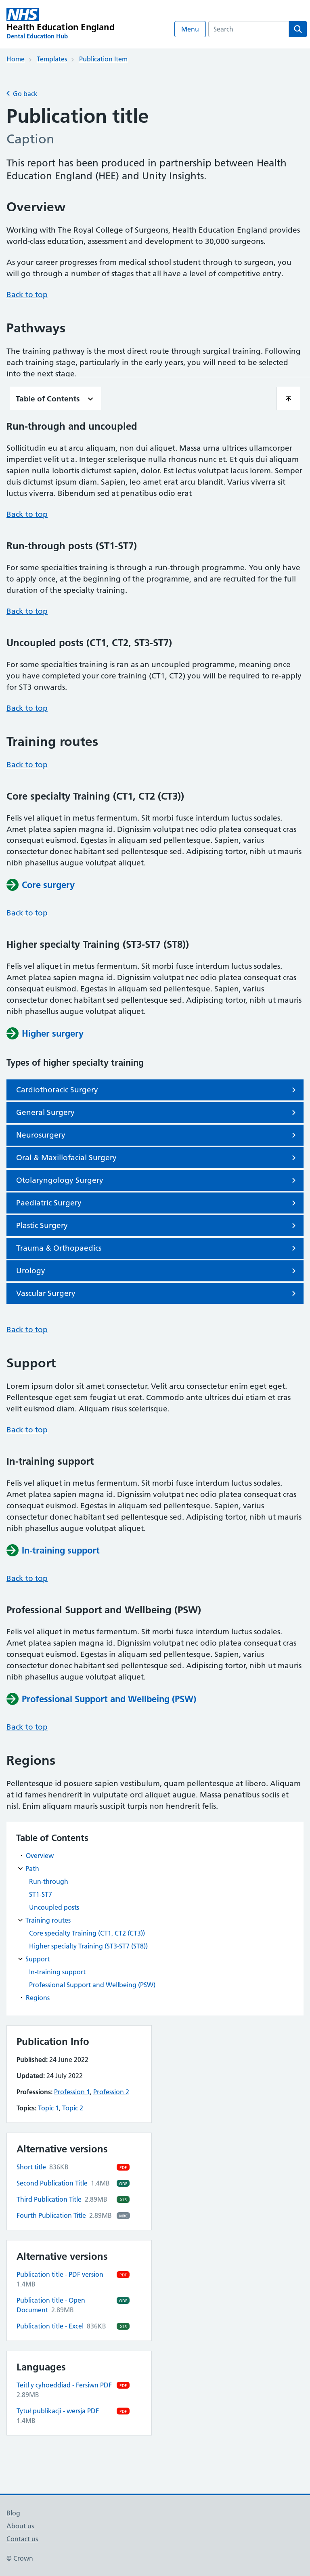 NHS
Health Education England
Dental Education Hub
Menu
Search
Home
Templates
Publication Item
Go back
Publication title
Caption
This report has been produced in partnership between Health
Education England (HEE) and Unity Insights.
Overview
Working with The Royal College of Surgeons, Health Education England provides
world-class education, assessment and development to 30,000 surgeons.
As your career progresses from medical school student through to surgeon, you
will go through a number of stages that all have a level of competitive entry.
Back to top
Pathways
The training pathway is the most direct route through surgical training. Following
each training stage, particularly in the early years, you will need to be successful
into the next stage.
Table of Contents
Run-through and uncoupled
Sollicitudin eu at arcu aliquam, non dui aliquet. Massa urna ultrices ullamcorper
imperdiet velit ut a. Integer scelerisque nulla rhoncus nunc et. Et quis dui aliquam
nulla in lobortis dictumst sapien, dolor. Est lectus volutpat lacus lorem. Semper
duis dictumst diam diam. Sapien, leo amet erat arcu blandit. Varius viverra sit
luctus viverra. Bibendum sed at penatibus odio erat
Back to top
Run-through posts (ST1-ST7)
For some specialties training is through a run-through programme. You only have
to apply once, at the beginning of the programme, and are recruited for the full
duration of the specialty training.
Back to top
Uncoupled posts (CT1, CT2, ST3-ST7)
For some specialties training is ran as an uncoupled programme, meaning once
you have completed your core training (CT1, CT2) you will be required to re-apply
for ST3 onwards.
Back to top
Training routes
Back to top
Core specialty Training (CT1, CT2 (CT3))
Felis vel aliquet in metus fermentum. Sit morbi fusce interdum luctus sodales.
Amet platea sapien magna id. Dignissim volutpat nec odio platea consequat cras
consequat euismod. Egestas in aliquam sed pellentesque. Sapien, varius
consectetur donec habitasse pellentesque sed. Adipiscing tortor, nibh ut mauris
nibh phasellus augue volutpat aliquet.
Core surgery
Back to top
Higher specialty Training (ST3-ST7 (ST8))
Felis vel aliquet in metus fermentum. Sit morbi fusce interdum luctus sodales.
Amet platea sapien magna id. Dignissim volutpat nec odio platea consequat cras
consequat euismod. Egestas in aliquam sed pellentesque. Sapien, varius
consectetur donec habitasse pellentesque sed. Adipiscing tortor, nibh ut mauris
nibh phasellus augue volutpat aliquet.
Higher surgery
Types of higher specialty training
Cardiothoracic Surgery
General Surgery
Neurosurgery
Oral & Maxillofacial Surgery
Otolaryngology Surgery
Paediatric Surgery
Plastic Surgery
Trauma & Orthopaedics
Urology
Vascular Surgery
Back to top
Support
Lorem ipsum dolor sit amet consectetur. Velit arcu consectetur enim eget eget.
Pellentesque eget sem feugiat ut erat. Commodo ante ultrices dui etiam et cras
velit euismod diam. Aliquam risus scelerisque.
Back to top
In-training support
Felis vel aliquet in metus fermentum. Sit morbi fusce interdum luctus sodales.
Amet platea sapien magna id. Dignissim volutpat nec odio platea consequat cras
consequat euismod. Egestas in aliquam sed pellentesque. Sapien, varius
consectetur donec habitasse pellentesque sed. Adipiscing tortor, nibh ut mauris
nibh phasellus augue volutpat aliquet.
In-training support
Back to top
Professional Support and Wellbeing (PSW)
Felis vel aliquet in metus fermentum. Sit morbi fusce interdum luctus sodales.
Amet platea sapien magna id. Dignissim volutpat nec odio platea consequat cras
consequat euismod. Egestas in aliquam sed pellentesque. Sapien, varius
consectetur donec habitasse pellentesque sed. Adipiscing tortor, nibh ut mauris
nibh phasellus augue volutpat aliquet.
Professional Support and Wellbeing (PSW)
Back to top
Regions
Pellentesque id posuere sapien vestibulum, quam pellentesque at libero. Aliquam
id lorem enim viverra aliquam viverra at augue. Massa penatibus sociis et
nisl. Enim aliquam mauris suscipit turpis non hendrerit felis.
Table of Contents
Overview
Path
Run-through
ST1-ST7
Uncoupled posts
Training routes
Core specialty Training (CT1, CT2 (CT3))
Higher specialty Training (ST3-ST7 (ST8))
Support
In-training support
Professional Support and Wellbeing (PSW)
Regions
Publication Info
Published: 24 June 2022
Updated: 24 July 2022
Professions: Profession 1, Profession 2
Topics: Topic 1, Topic 2
Alternative versions
Short title 836KB PDF
Second Publication Title 1.4MB ODP
Third Publication Title 2.89MB XLS
Fourth Publication Title 2.89MB
Alternative versions
Publication title - PDF version PDF
1.4MB
Publication title - Open ODP
Document 2.89MB
Publication title - Excel 836KB XLS
Languages
Teitl y cyhoeddiad - Fersiwn PDF PDF
2.89MB
Tytuł publikacji - wersja PDF PDF
1.4MB
Blog
About us
Contact us
© Crown